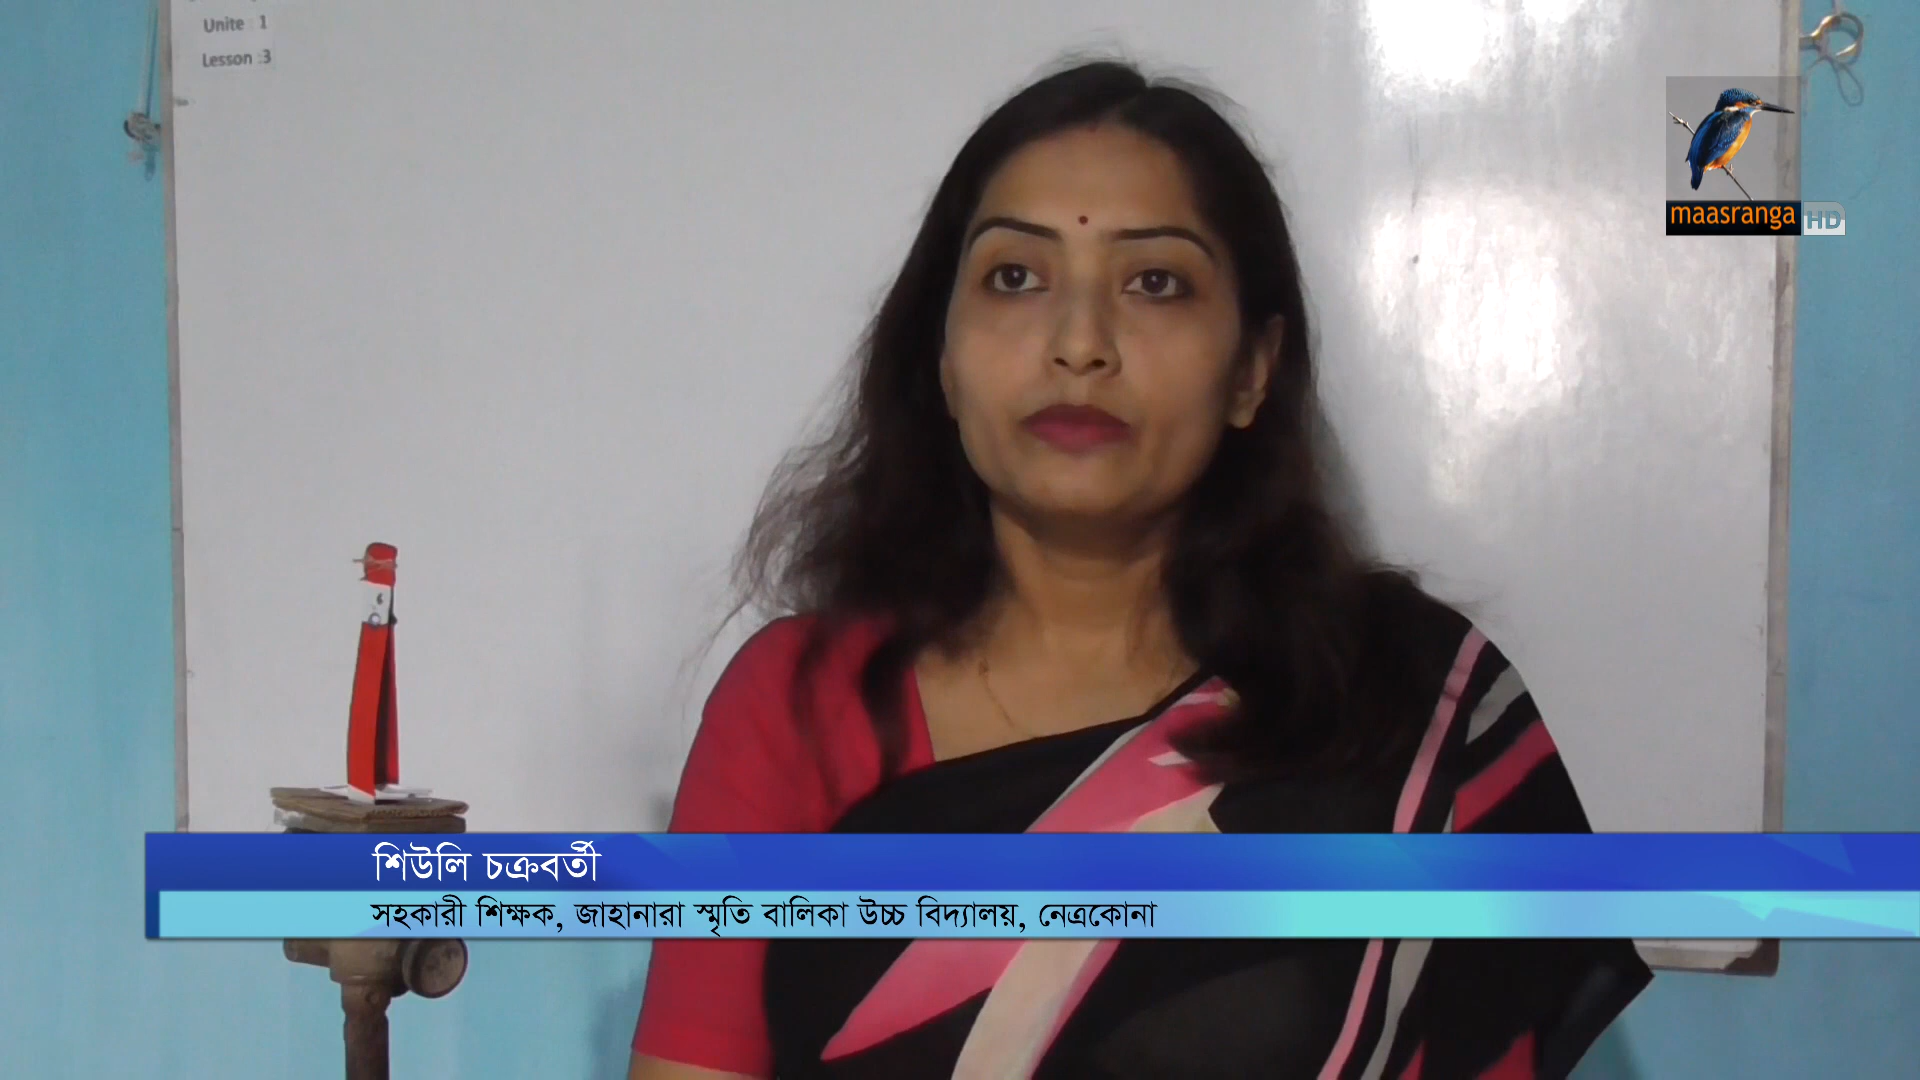 Unite : 1
Lesson :3
maasranga HD
শিউলি চক্রবর্তী
সহকারী শিক্ষক, জাহানারা স্মৃতি বালিকা উচ্চ বিদ্যালয়, নেত্রকোনা